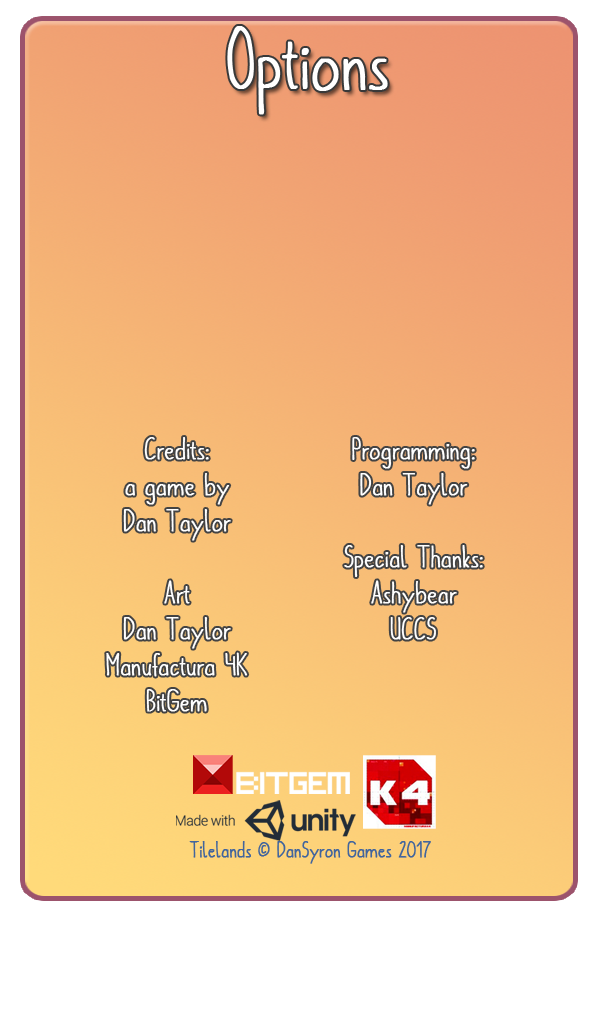 Options
Credits:
a game by
Dan Taylor
Art
Dan Taylor
Manufactura 4K
BitGem
Programming:
Dan Taylor
Special Thanks:
Ashybear
UCCS
BITGEM
K4
Made with unity
Tilelands © DanSyron Games 2017